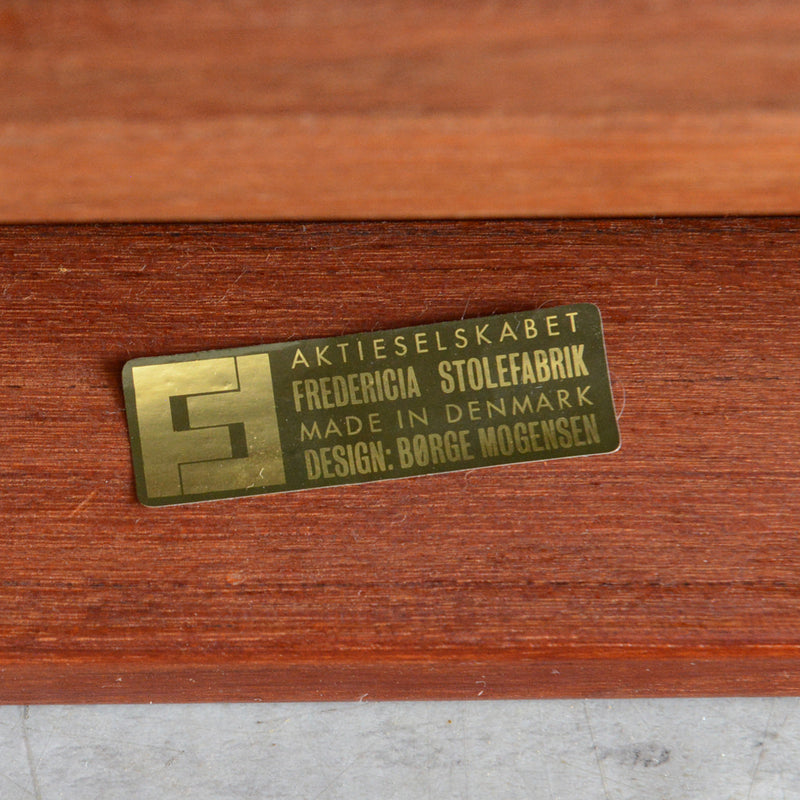 AKTIESELSKABET
FREDERICIA STOLEFABRIK
MADE IN DENMARK
DESIGN: BØRGE MOGENSEN